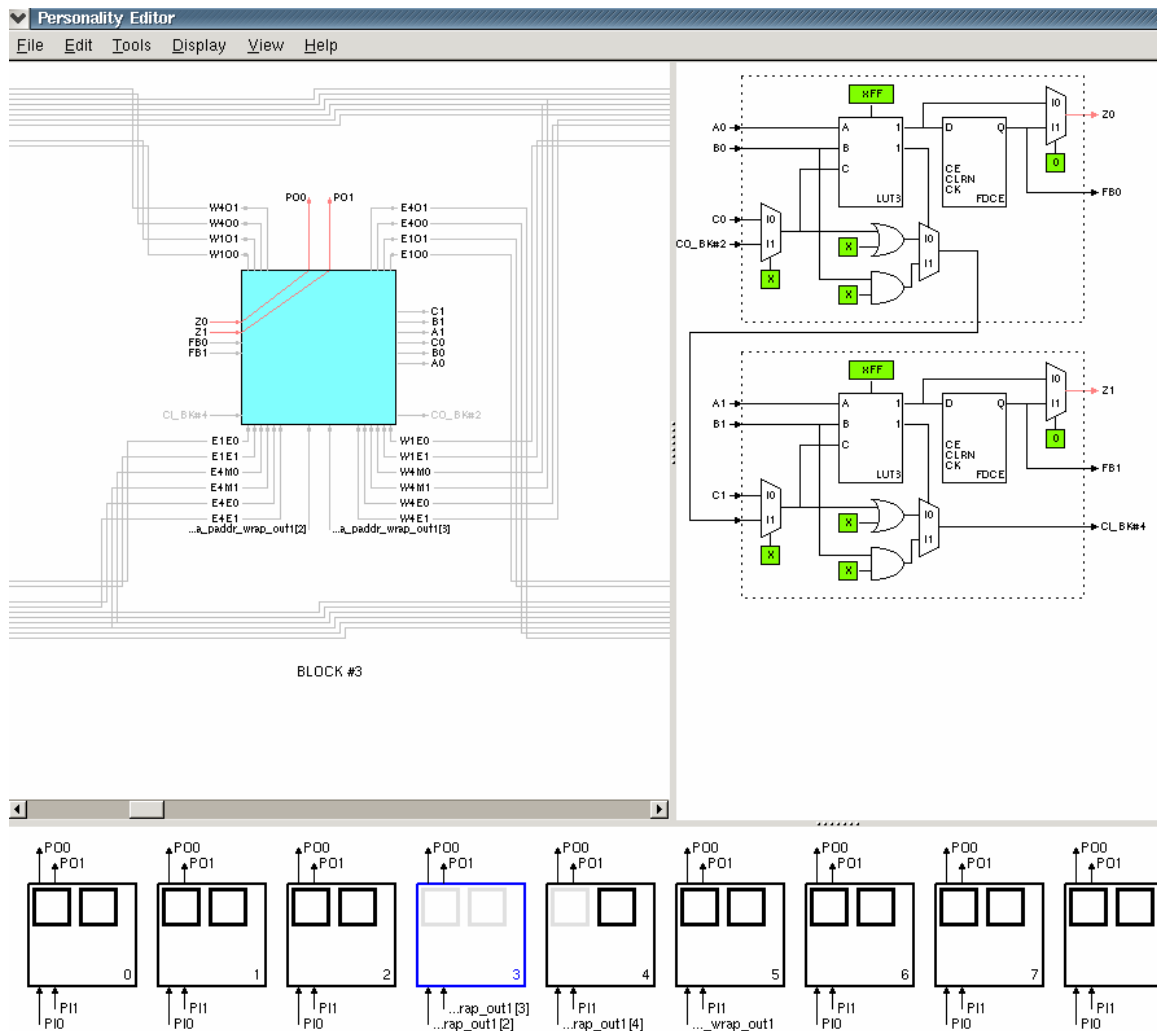 Personality Editor
File Edit Tools Display View Help
W4O1
W4O0
W1O1
W1O0
PO0 PO1
E4O1
E4O0
E1O1
E1O0
Z0
Z1
FB0
FB1
C1
B1
A1
C0
B0
A0
CI_BK#4
CO_BK#2
E1E0
E1E1
E4M0
E4M1
E4E0
E4E1
W1E0
W1E1
W4M0
W4M1
W4E0
W4E1
...a_paddr_wrap_out1[2] ...a_paddr_wrap_out1[3]
BLOCK #3
xFF
A0
B0
A 1
B 1
C
LUT3
D Q
CE
CLRN
CK
FDCE
I0
I1
0
Z0
FB0
C0
CO_BK#2
I0
I1
X
X
X
I0
I1
xFF
A1
B1
A 1
B 1
C
LUT3
D Q
CE
CLRN
CK
FDCE
I0
I1
0
Z1
FB1
C1
I0
I1
X
X
X
I0
I1
CI_BK#4
PO0 PO0 PO0 PO0 PO0 PO0 PO0 PO0 PO0
PO1 PO1 PO1 PO1 PO1 PO1 PO1 PO1 PO1
0 1 2 3 4 5 6 7
PI1 PI1 PI1 ...rap_out1[3] PI1 PI1 PI1 PI1 PI1
PI0 PI0 PI0 ...rap_out1[2] ...rap_out1[4] ..._wrap_out1 PI0 PI0 PI0